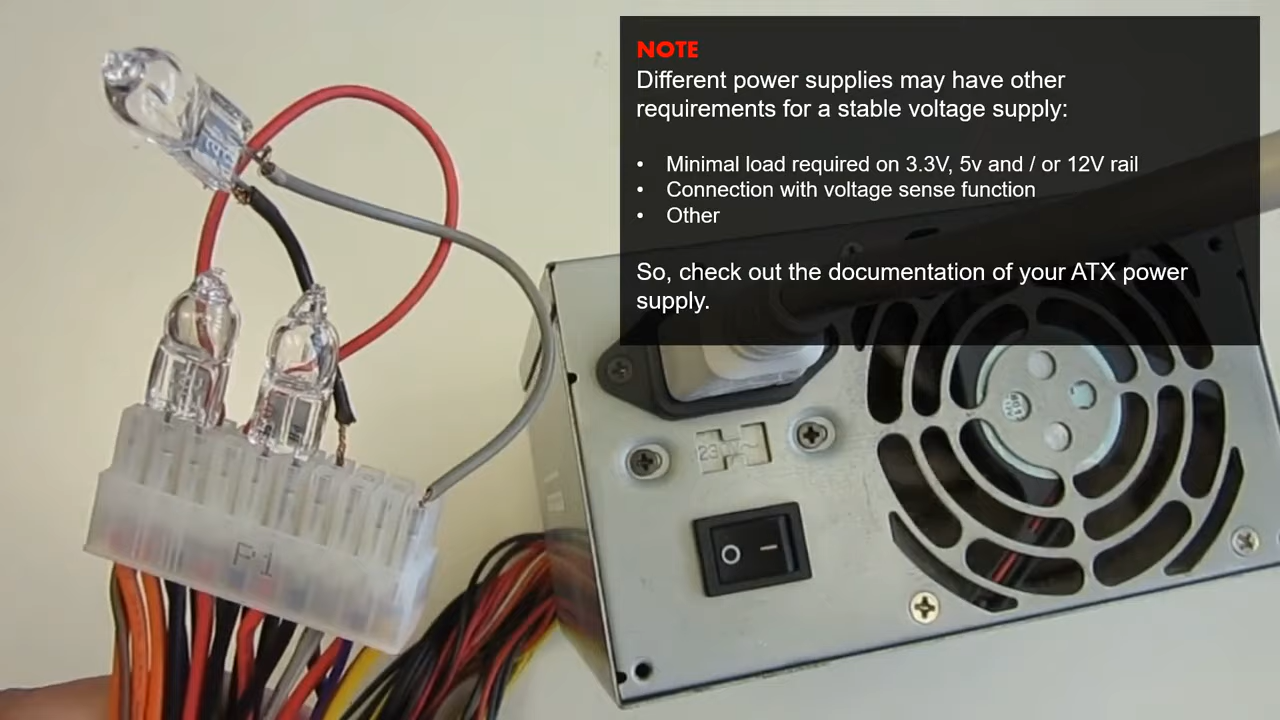 NOTE
Different power supplies may have other
requirements for a stable voltage supply:
• Minimal load required on 3.3V, 5v and / or 12V rail
• Connection with voltage sense function
• Other
So, check out the documentation of your ATX power
supply.
23
P1